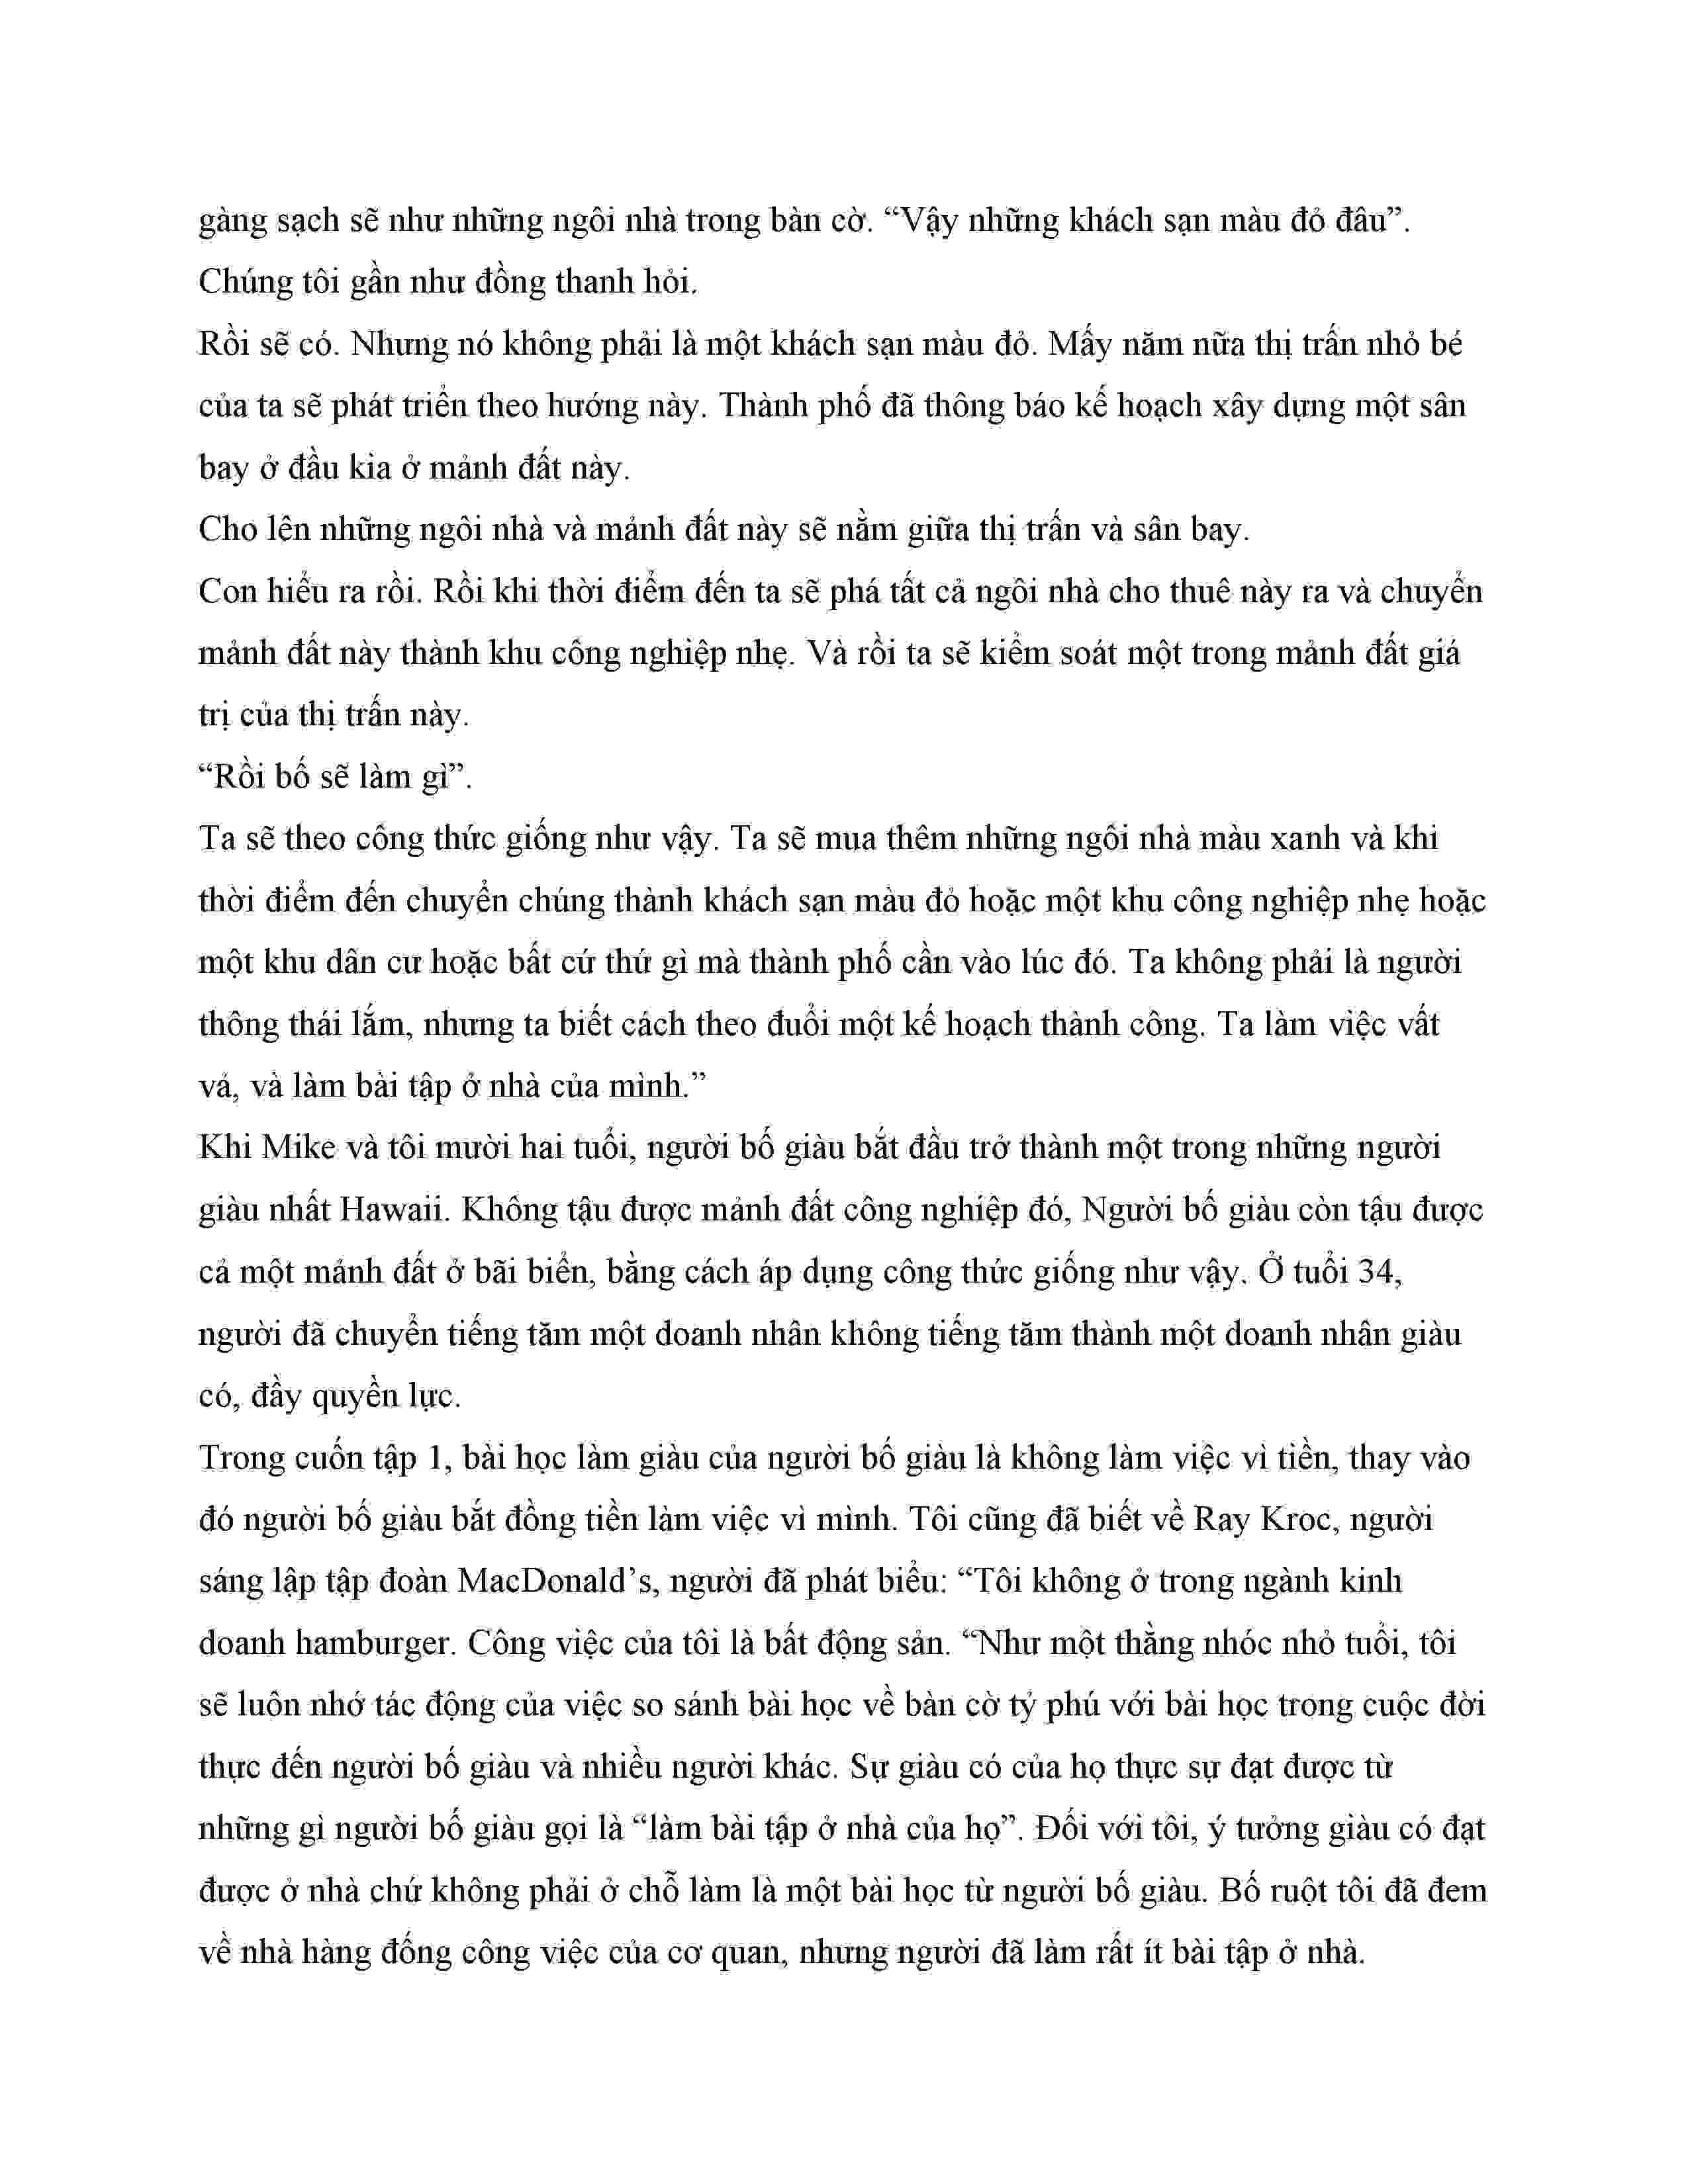 gàng sạch sẽ như những ngôi nhà trong bàn cờ. “Vậy những khách sạn màu đỏ đâu”.
Chúng tôi gần như đồng thanh hỏi.
Rồi sẽ có. Nhưng nó không phải là một khách sạn màu đỏ. Mấy năm nữa thị trấn nhỏ bé
của ta sẽ phát triển theo hướng này. Thành phố đã thông báo kế hoạch xây dựng một sân
bay ở đầu kia ở mảnh đất này.
Cho lên những ngôi nhà và mảnh đất này sẽ nằm giữa thị trấn và sân bay.
Con hiểu ra rồi. Rồi khi thời điểm đến ta sẽ phá tất cả ngôi nhà cho thuê này ra và chuyển
mảnh đất này thành khu công nghiệp nhẹ. Và rồi ta sẽ kiểm soát một trong mảnh đất giá
trị của thị trấn này.
“Rồi bố sẽ làm gì”.
Ta sẽ theo công thức giống như vậy. Ta sẽ mua thêm những ngôi nhà màu xanh và khi
thời điểm đến chuyển chúng thành khách sạn màu đỏ hoặc một khu công nghiệp nhẹ hoặc
một khu dân cư hoặc bất cứ thứ gì mà thành phố cần vào lúc đó. Ta không phải là người
thông thái lắm, nhưng ta biết cách theo đuổi một kế hoạch thành công. Ta làm việc vất
vả, và làm bài tập ở nhà của mình.”
Khi Mike và tôi mười hai tuổi, người bố giàu bắt đầu trở thành một trong những người
giàu nhất Hawaii. Không tậu được mảnh đất công nghiệp đó, Người bố giàu còn tậu được
cả một mảnh đất ở bãi biển, bằng cách áp dụng công thức giống như vậy. Ở tuổi 34,
người đã chuyển tiếng tăm một doanh nhân không tiếng tăm thành một doanh nhân giàu
có, đầy quyền lực.
Trong cuốn tập 1, bài học làm giàu của người bố giàu là không làm việc vì tiền, thay vào
đó người bố giàu bắt đồng tiền làm việc vì mình. Tôi cũng đã biết về Ray Kroc, người
sáng lập tập đoàn MacDonald’s, người đã phát biểu: “Tôi không ở trong ngành kinh
doanh hamburger. Công việc của tôi là bất động sản. “Như một thằng nhóc nhỏ tuổi, tôi
sẽ luôn nhớ tác động của việc so sánh bài học về bàn cờ tỷ phú với bài học trong cuộc đời
thực đến người bố giàu và nhiều người khác. Sự giàu có của họ thực sự đạt được từ
những gì người bố giàu gọi là “làm bài tập ở nhà của họ”. Đối với tôi, ý tưởng giàu có đạt
được ở nhà chứ không phải ở chỗ làm là một bài học từ người bố giàu. Bố ruột tôi đã đem
về nhà hàng đống công việc của cơ quan, nhưng người đã làm rất ít bài tập ở nhà.